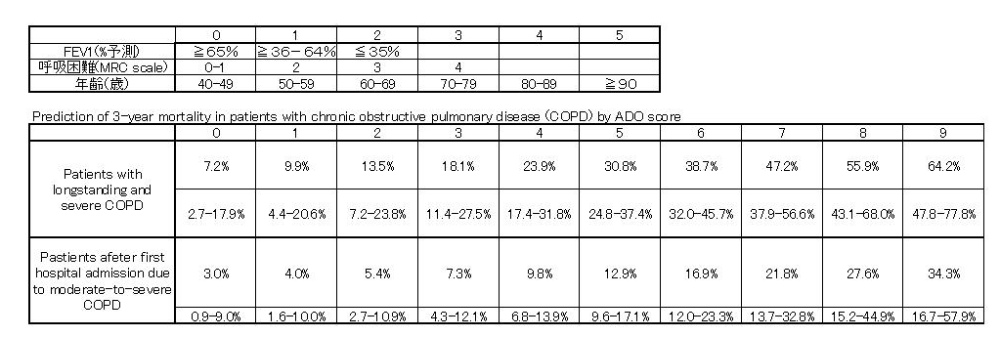 0 1 2 3 4 5
FEV1(%予測) ≧65% ≧36-64% ≦35%
呼吸困難(MRC scale) 0-1 2 3 4
年齢(歳) 40-49 50-59 60-69 70-79 80-89 ≧90
Prediction of 3-year mortality in patients with chronic obstructive pulmonary disease (COPD) by ADO score
0 1 2 3 4 5 6 7 8 9
Patients with
longstanding and
severe COPD
7.2% 9.9% 13.5% 18.1% 23.9% 30.8% 38.7% 47.2% 55.9% 64.2%
2.7-17.9% 4.4-20.6% 7.2-23.8% 11.4-27.5% 17.4-31.8% 24.8-37.4% 32.0-45.7% 37.9-56.6% 43.1-68.0% 47.8-77.8%
Pastients afeter first
hospital admission due
to moderate-to-severe
COPD
3.0% 4.0% 5.4% 7.3% 9.8% 12.9% 16.9% 21.8% 27.6% 34.3%
0.9-9.0% 1.6-10.0% 2.7-10.9% 4.3-12.1% 6.8-13.9% 9.6-17.1% 12.0-23.3% 13.7-32.8% 15.2-44.9% 16.7-57.9%